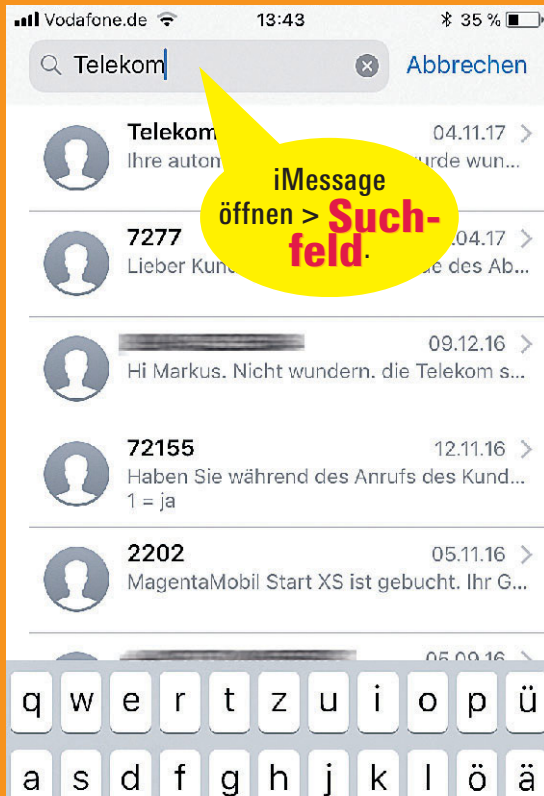 Vodafone.de 13:43 35 %
Telekom Abbrechen
Telekom 04.11.17
Ihre autom urde wun...
iMessage
öffnen > Such-
feld.
7277 .04.17
Lieber Kun de des Ab...
09.12.16
Hi Markus. Nicht wundern. die Telekom s...
72155 12.11.16
Haben Sie während des Anrufs des Kund...
1 = ja
2202 05.11.16
MagentaMobil Start XS ist gebucht. Ihr G...
05.09.16
q w e r t z u i o p ü
a s d f g h j k l ö ä